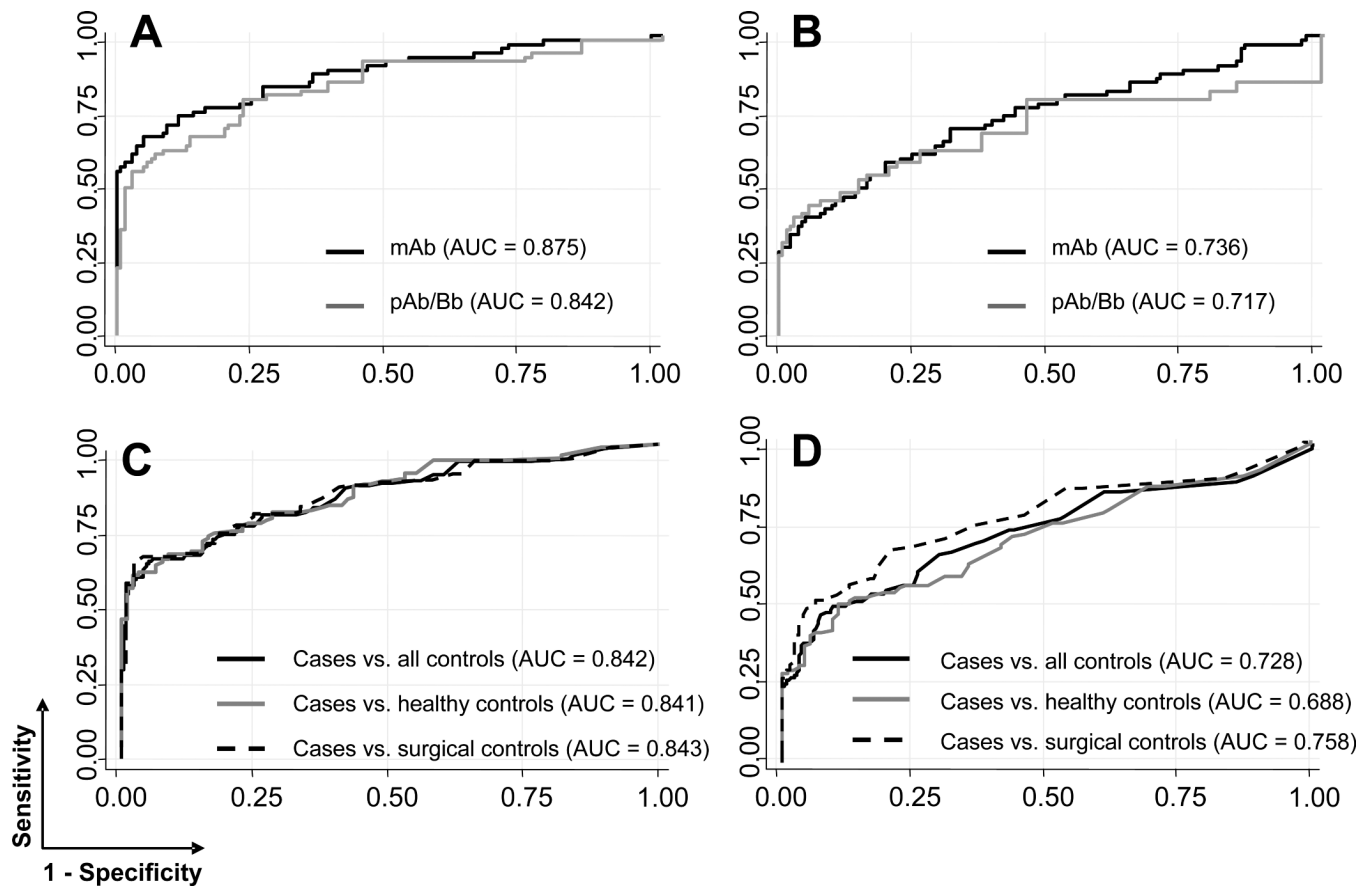 A
1.00
0.75
0.50
0.25
0.00
mAb (AUC = 0.875)
pAb/Bb (AUC = 0.842)
0.00 0.25 0.50 0.75 1.00
B
1.00
0.75
0.50
0.25
0.00
mAb (AUC = 0.736)
pAb/Bb (AUC = 0.717)
0.00 0.25 0.50 0.75 1.00
C
1.00
0.75
0.50
0.25
0.00
Cases vs. all controls (AUC = 0.842)
Cases vs. healthy controls (AUC = 0.841)
Cases vs. surgical controls (AUC = 0.843)
0.00 0.25 0.50 0.75 1.00
D
1.00
0.75
0.50
0.25
0.00
Cases vs. all controls (AUC = 0.728)
Cases vs. healthy controls (AUC = 0.688)
Cases vs. surgical controls (AUC = 0.758)
0.00 0.25 0.50 0.75 1.00
Sensitivity
1 - Specificity